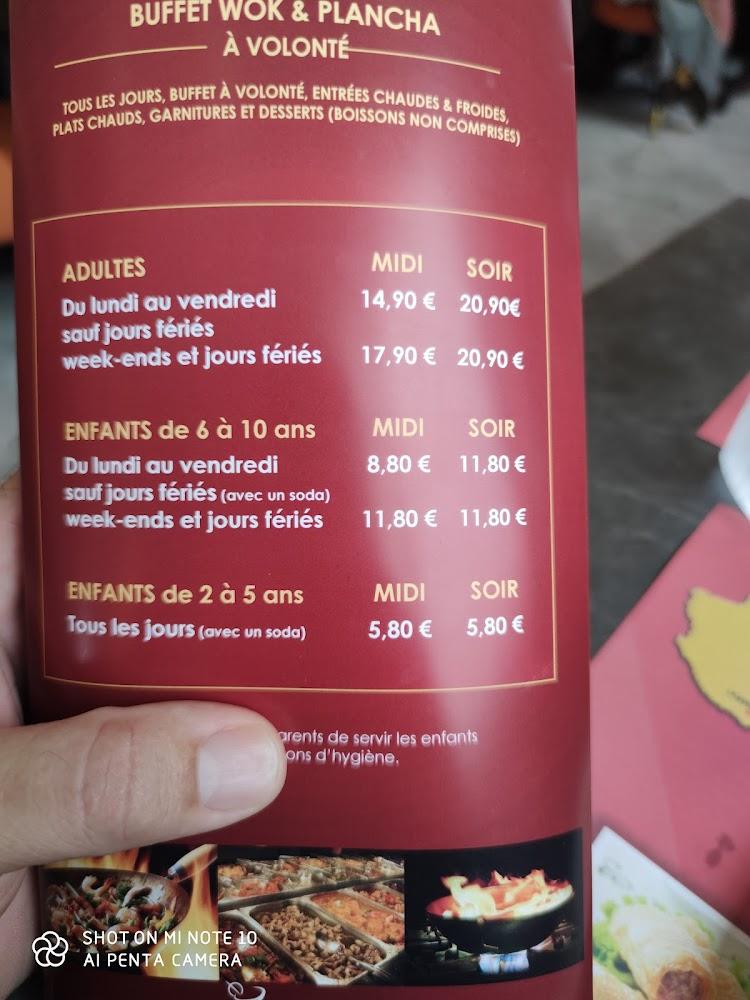 BUFFET WOK & PLANCHA
À VOLONTÉ
TOUS LES JOURS, BUFFET À VOLONTÉ, ENTRÉES CHAUDES & FROIDES,
PLATS CHAUDS, GARNITURES ET DESSERTS (BOISSONS NON COMPRISES)
ADULTES MIDI SOIR
Du lundi au vendredi 14,90 € 20,90€
sauf jours fériés
week-ends et jours fériés 17,90 € 20,90 €
ENFANTS de 6 à 10 ans MIDI SOIR
Du lundi au vendredi 8,80 € 11,80 €
sauf jours fériés (avec un soda)
week-ends et jours fériés 11,80 € 11,80 €
ENFANTS de 2 à 5 ans MIDI SOIR
Tous les jours (avec un soda) 5,80 € 5,80 €
de servir les enfants
d'hygiène.
SHOT ON MI NOTE 10
AI PENTA CAMERA